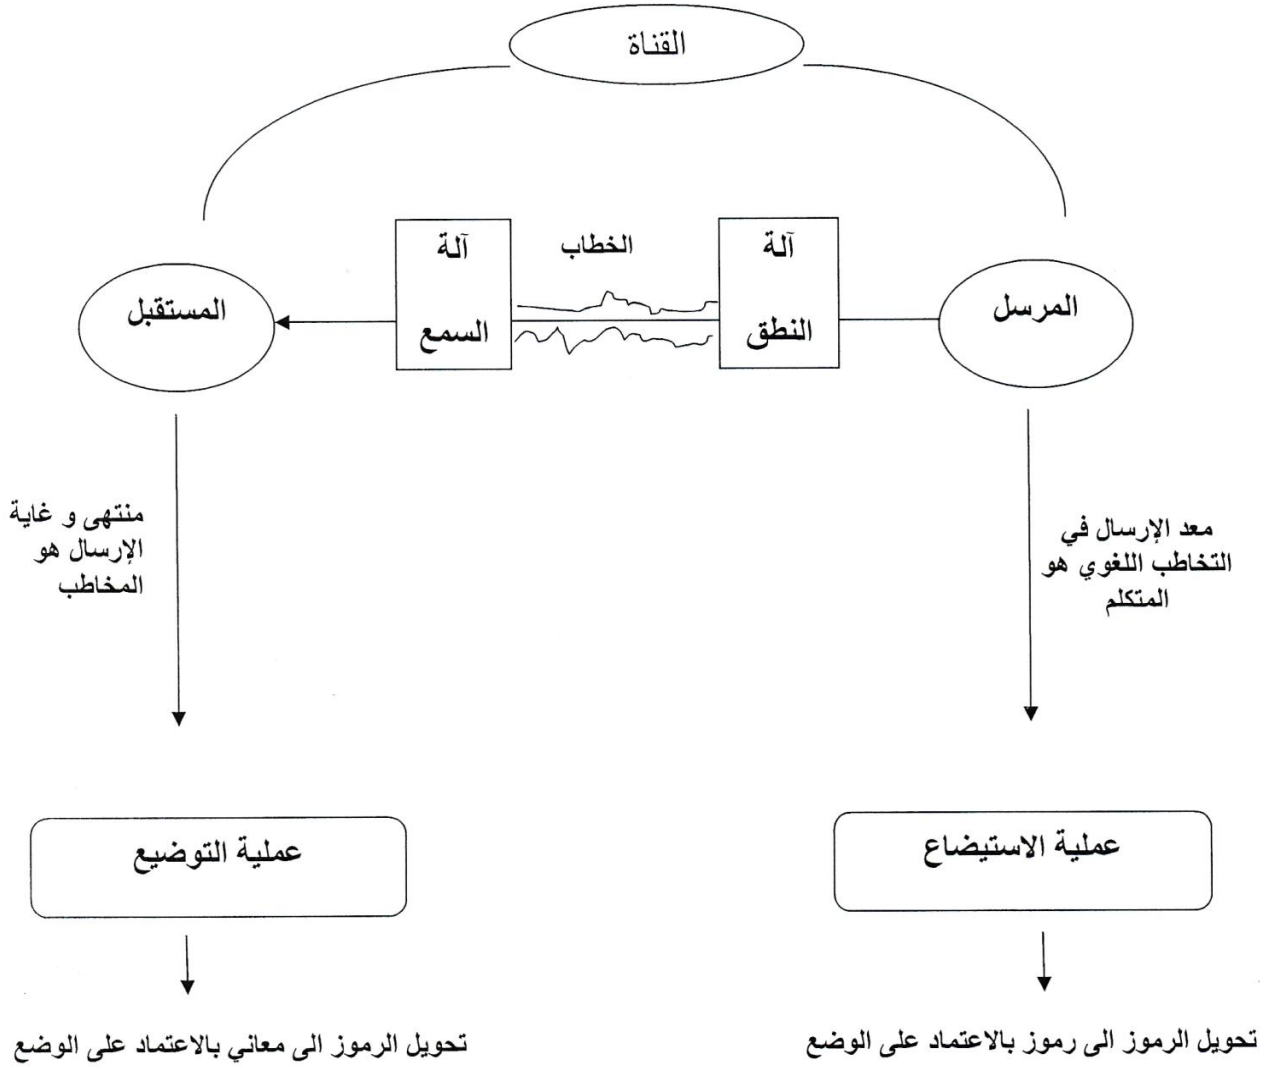 القناة
الخطاب
آلة
النطق
آلة
السمع
المرسل
المستقبل
معد الإرسال في
التخاطب اللغوي هو
المتكلم
منتهى و غاية
الإرسال هو
المخاطب
عملية الاستيضاع
عملية التوضيع
تحويل الرموز الى رموز بالاعتماد على الوضع
تحويل الرموز الى معاني بالاعتماد على الوضع